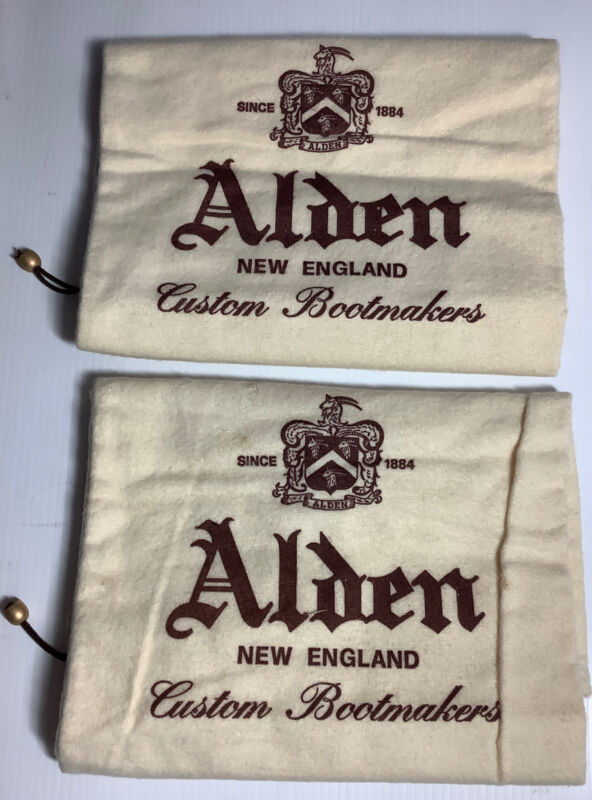 SINCE 1884
ALDEN
Alden
NEW ENGLAND
Custom Bootmakers
SINCE 1884
ALDEN
Alden
NEW ENGLAND
Custom Bootmakers